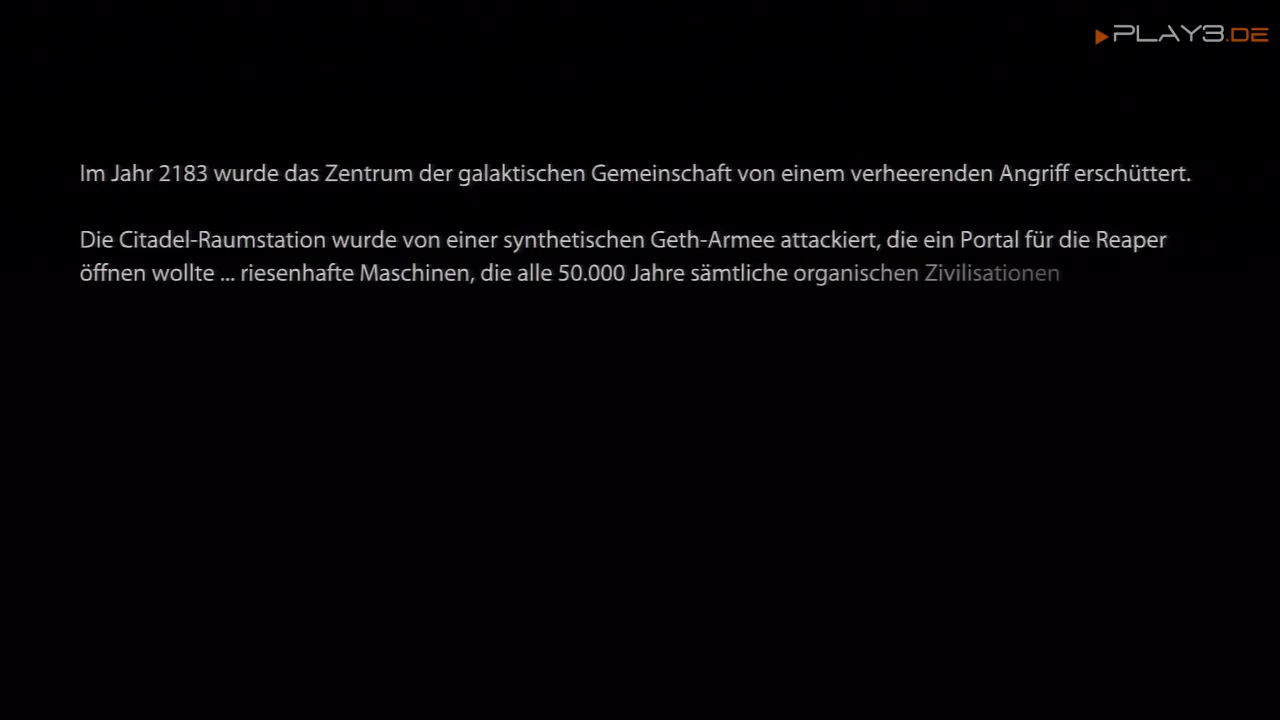 PLAY3.DE
Im Jahr 2183 wurde das Zentrum der galaktischen Gemeinschaft von einem verheerenden Angriff erschüttert.
Die Citadel-Raumstation wurde von einer synthetischen Geth-Armee attackiert, die ein Portal für die Reaper
öffnen wollte ... riesenhafte Maschinen, die alle 50.000 Jahre sämtliche organischen Zivilisationen